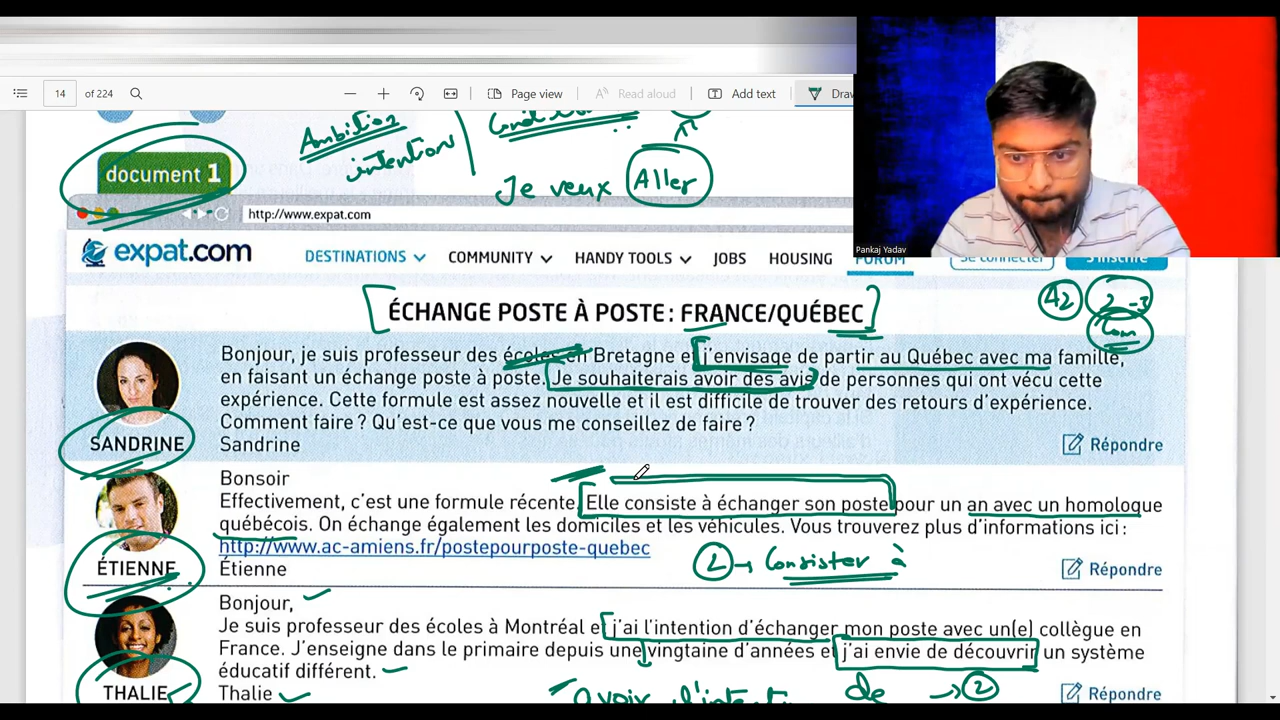 14 of 224 Page view Read aloud Add text Draw
Ambition
intention
document 1
Je veux Aller
Pankaj Yadav
http://www.expat.com
expat.com DESTINATIONS COMMUNITY HANDY TOOLS JOBS HOUSING FORUM Se connecter S'inscrire
42 2-3
ÉCHANGE POSTE À POSTE : FRANCE/QUÉBEC
Bonjour, je suis professeur des écoles en Bretagne et j'envisage de partir au Québec avec ma famille,
en faisant un échange poste à poste. Je souhaiterais avoir des avis de personnes qui ont vécu cette
expérience. Cette formule est assez nouvelle et il est difficile de trouver des retours d'expérience.
Comment faire ? Qu'est-ce que vous me conseillez de faire ?
SANDRINE Sandrine Répondre
Bonsoir
Effectivement, c'est une formule récente. Elle consiste à échanger son poste pour un an avec un homologue
québécois. On échange également les domiciles et les véhicules. Vous trouverez plus d'informations ici :
http://www.ac-amiens.fr/postepourposte-quebec
2 → Consister à
ÉTIENNE Étienne Répondre
Bonjour,
Je suis professeur des écoles à Montréal et j'ai l'intention d'échanger mon poste avec un(e) collègue en
France. J'enseigne dans le primaire depuis une vingtaine d'années et j'ai envie de découvrir un système
éducatif différent.
THALIE Thalie Répondre
avoir l'intent de → 2